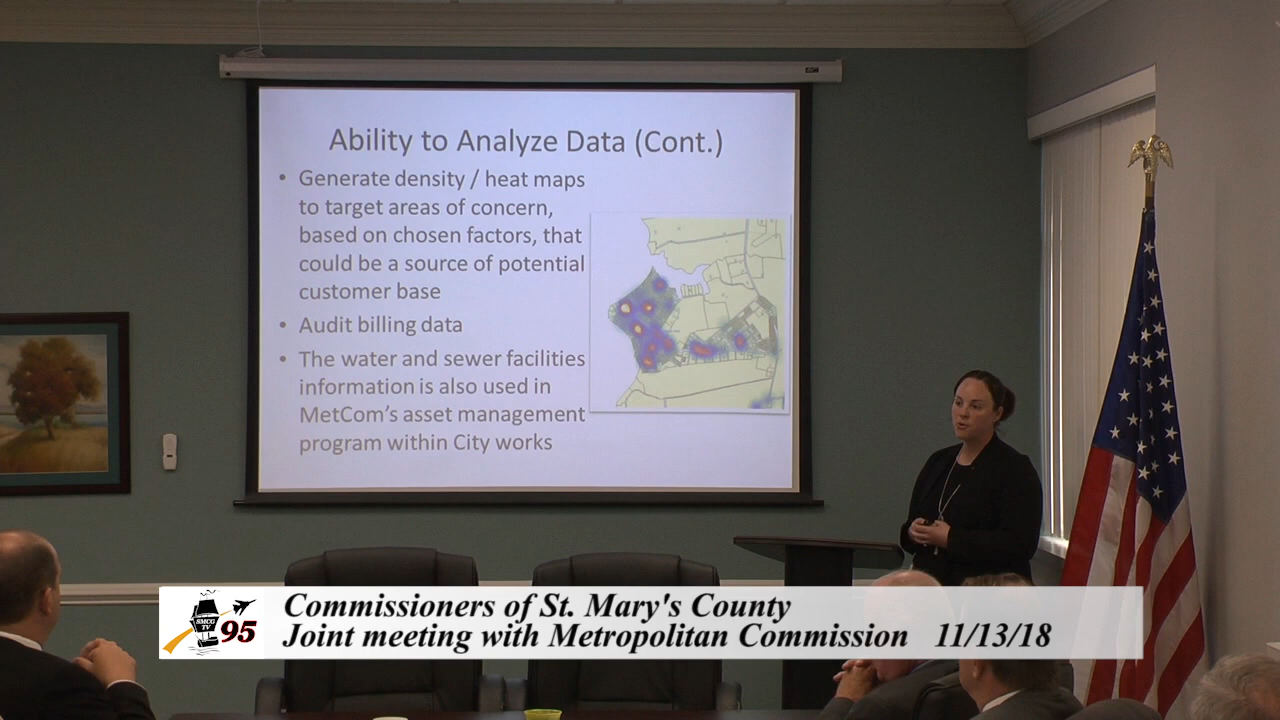 Ability to Analyze Data (Cont.)
• Generate density / heat maps
to target areas of concern,
based on chosen factors, that
could be a source of potential
customer base
• Audit billing data
• The water and sewer facilities
information is also used in
MetCom's asset management
program within City works
SMCG
TV
95
Commissioners of St. Mary's County
Joint meeting with Metropolitan Commission 11/13/18